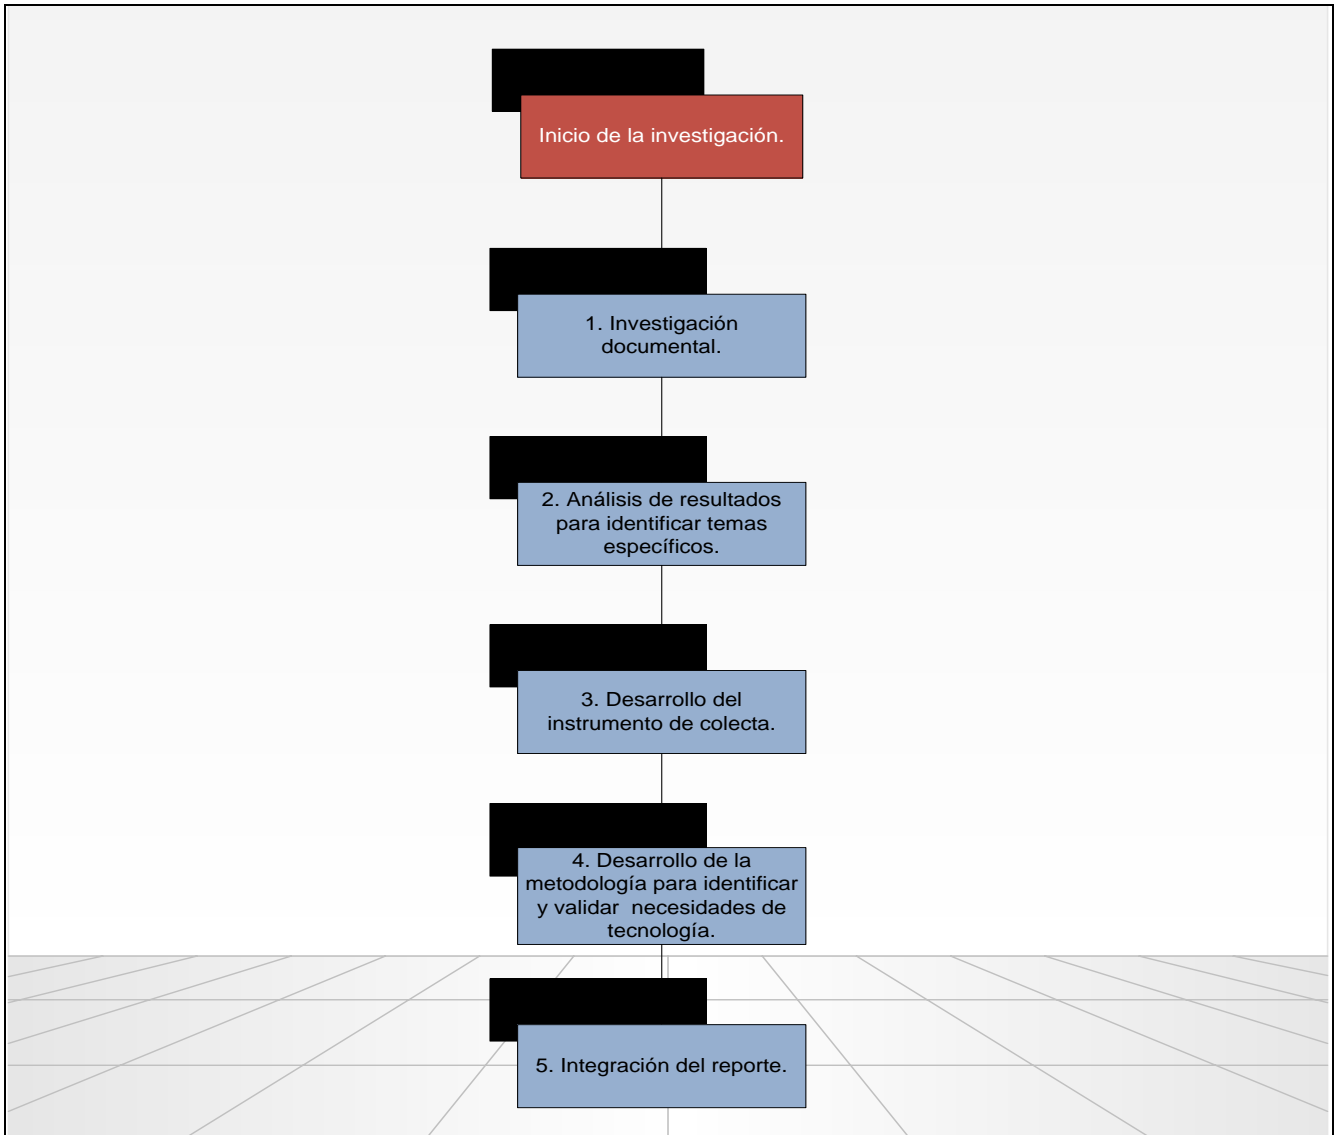 Inicio de la investigación.
1. Investigación
documental.
2. Análisis de resultados
para identificar temas
específicos.
3. Desarrollo del
instrumento de colecta.
4. Desarrollo de la
metodología para identificar
y validar  necesidades de
tecnología.
5. Integración del reporte.